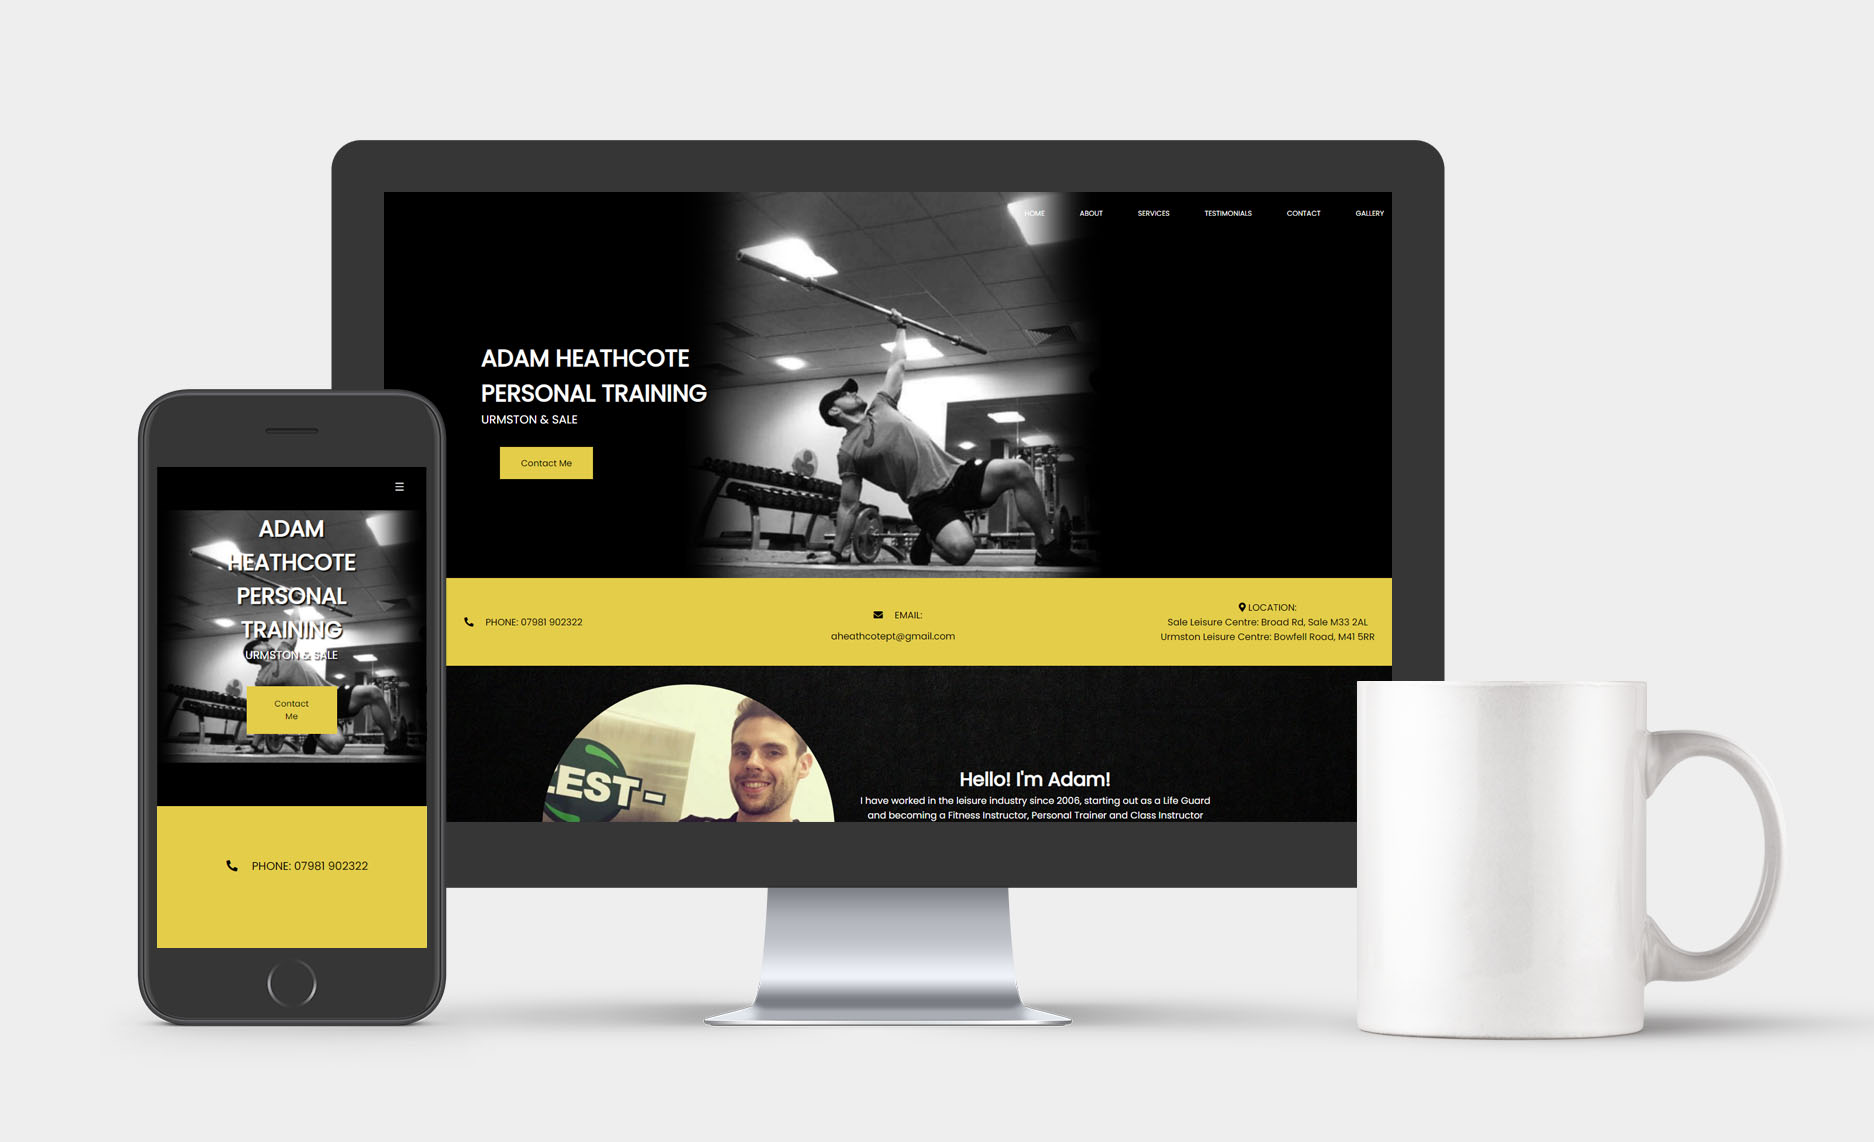 HOME ABOUT SERVICES TESTIMONIALS CONTACT GALLERY
ADAM HEATHCOTE
PERSONAL TRAINING
URMSTON & SALE
Contact Me
PHONE: 07981 902322
EMAIL:
aheathcotept@gmail.com
LOCATION:
Sale Leisure Centre: Broad Rd, Sale M33 2AL
Urmston Leisure Centre: Bowfell Road, M41 5RR
EST-
Hello! I'm Adam!
I have worked in the leisure industry since 2006, starting out as a Life Guard
and becoming a Fitness Instructor, Personal Trainer and Class Instructor
☰
ADAM
HEATHCOTE
PERSONAL
TRAINING
URMSTON & SALE
Contact
Me
PHONE: 07981 902322